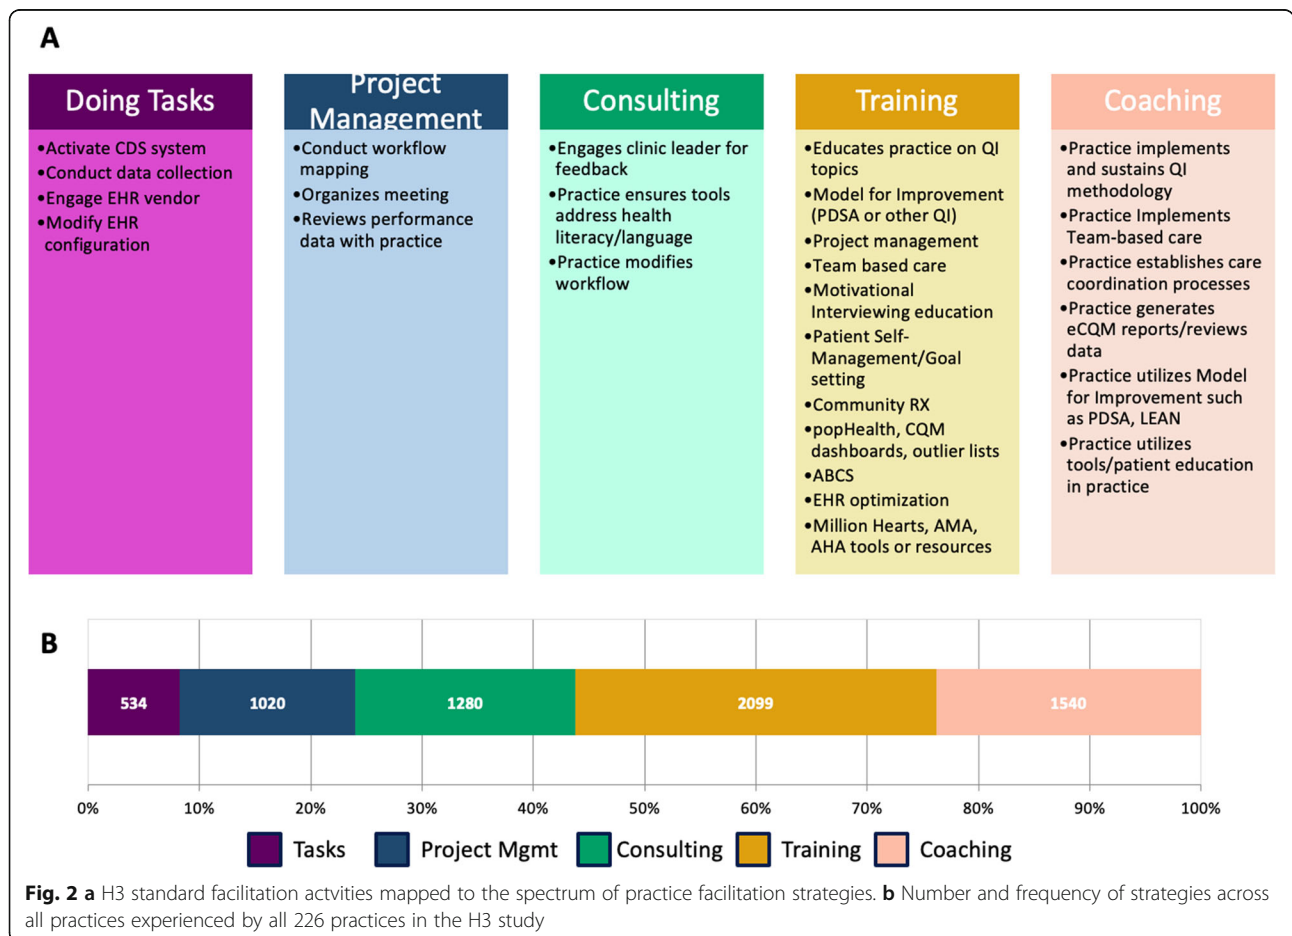 A
Doing Tasks
•Activate CDS system
•Conduct data collection
•Engage EHR vendor
•Modify EHR
configuration
Project
Management
•Conduct workflow
mapping
•Organizes meeting
•Reviews performance
data with practice
Consulting
•Engages clinic leader for
feedback
•Practice ensures tools
address health
literacy/language
•Practice modifies
workflow
Training
•Educates practice on QI
topics
•Model for Improvement
(PDSA or other QI)
•Project management
•Team based care
•Motivational
Interviewing education
•Patient Self-
Management/Goal
setting
•Community RX
•popHealth, CQM
dashboards, outlier lists
•ABCS
•EHR optimization
•Million Hearts, AMA,
AHA tools or resources
Coaching
•Practice implements
and sustains QI
methodology
•Practice Implements
Team-based care
•Practice establishes care
coordination processes
•Practice generates
eCQM reports/reviews
data
•Practice utilizes Model
for Improvement such
as PDSA, LEAN
•Practice utilizes
tools/patient education
in practice
B
534 1020 1280 2099 1540
0% 10% 20% 30% 40% 50% 60% 70% 80% 90% 100%
Tasks Project Mgmt Consulting Training Coaching
Fig. 2 a H3 standard facilitation actvities mapped to the spectrum of practice facilitation strategies. b Number and frequency of strategies across
all practices experienced by all 226 practices in the H3 study